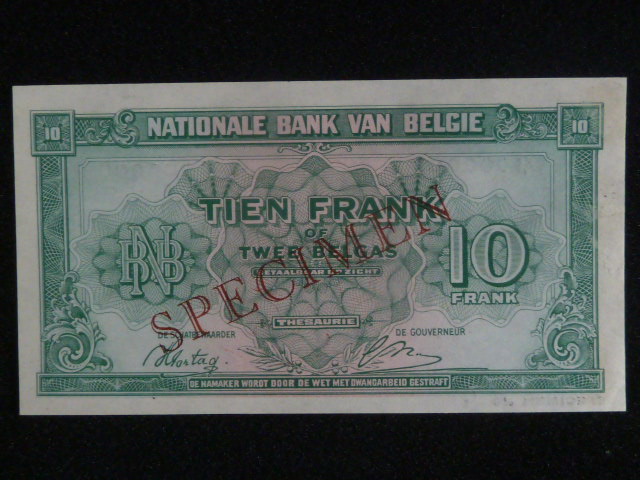 10 NATIONALE BANK VAN BELGIE 10
TIEN FRANK
OF
TWEE BELGAS
BETAALBAAR OP ZICHT
NBB
10
FRANK
THESAURIE
SPECIMEN
DE SCHATBEWAARDER
DE GOUVERNEUR
DE NAMAKER WORDT DOOR DE WET MET DWANGARBEID GESTRAFT